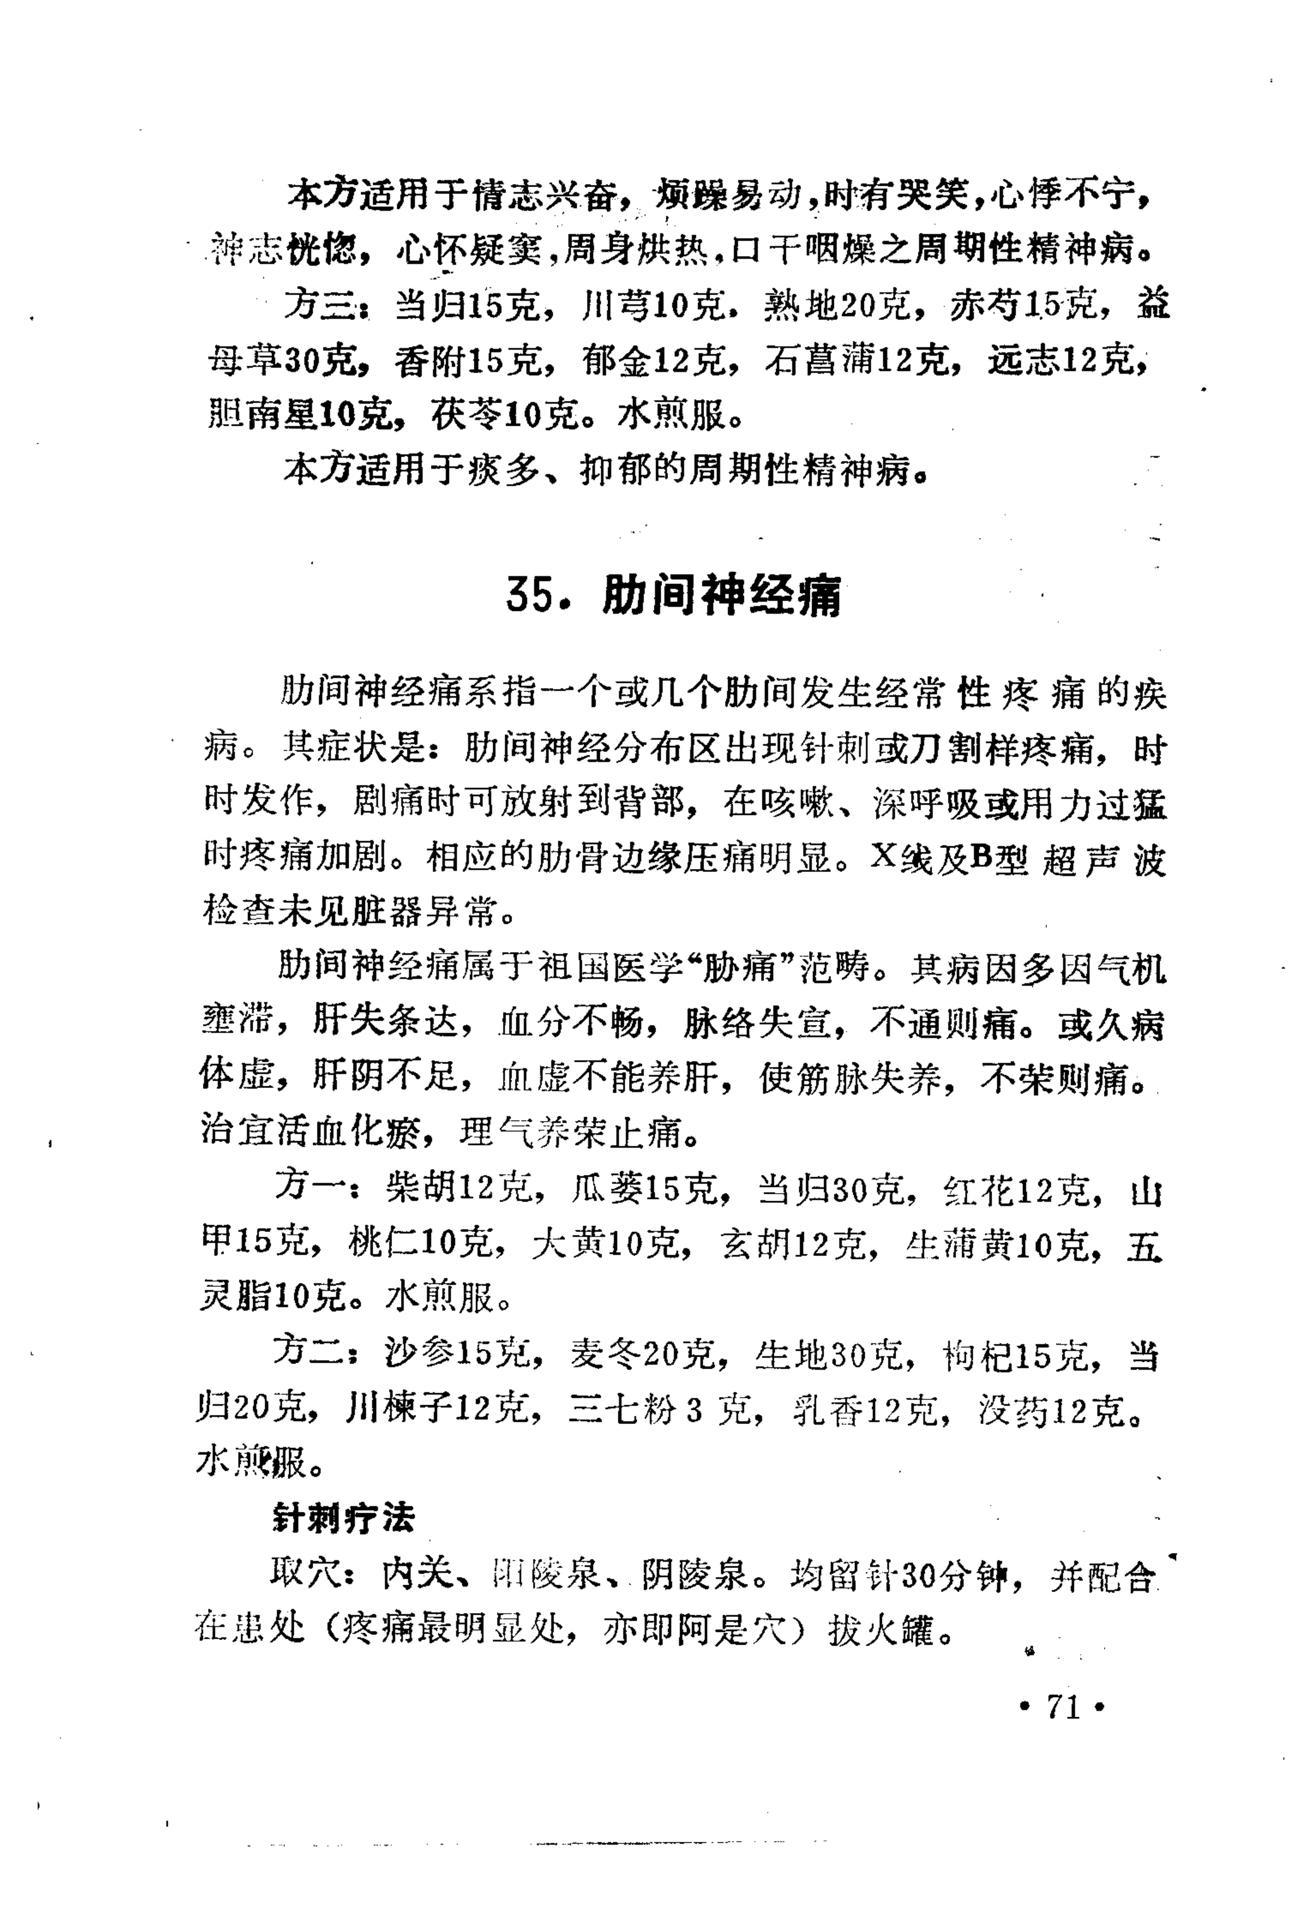 本方适用于情志兴奋，烦躁易动，时有哭笑，心悸不宁，
神志恍惚，心怀疑窦，周身烘热，口干咽燥之周期性精神病。
方三：当归15克，川芎10克．熟地20克，赤芍15克，益
母草30克，香附15克，郁金12克，石菖蒲12克，远志12克，
胆南星10克，茯苓10克。水煎服。
本方适用于痰多、抑郁的周期性精神病。
35．肋间神经痛
肋间神经痛系指一个或几个肋间发生经常性疼痛的疾
病。其症状是：肋间神经分布区出现针刺或刀割样疼痛，时
时发作，剧痛时可放射到背部，在咳嗽、深呼吸或用力过猛
时疼痛加剧。相应的肋骨边缘压痛明显。X线及B型超声波
检查未见脏器异常。
肋间神经痛属于祖国医学“胁痛”范畴。其病因多因气机
壅滞，肝失条达，血分不畅，脉络失宣，不通则痛。或久病
体虚，肝阴不足，血虚不能养肝，使筋脉失养，不荣则痛。
治宜活血化瘀，理气养荣止痛。
方一：柴胡12克，瓜蒌15克，当归30克，红花12克，山
甲15克，桃仁10克，大黄10克，玄胡12克，生蒲黄10克，五
灵脂10克。水煎服。
方二：沙参15克，麦冬20克，生地30克，枸杞15克，当
归20克，川楝子12克，三七粉3克，乳香12克，没药12克。
水煎服。
针刺疗法
取穴：内关、阳陵泉、阴陵泉。均留针30分钟，并配合
在患处（疼痛最明显处，亦即阿是穴）拔火罐。
·71·